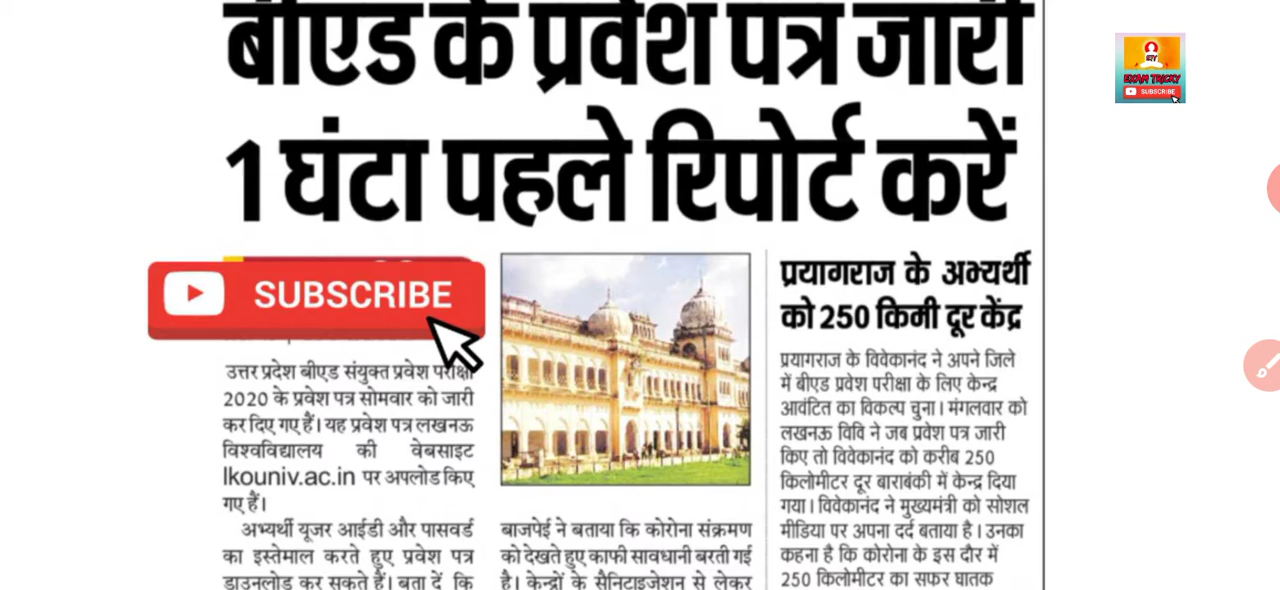 बीएड के प्रवेश पत्र जारी
1 घंटा पहले रिपोर्ट करें
EXAM TRICKY
SUBSCRIBE
SUBSCRIBE
उत्तर प्रदेश बीएड संयुक्त प्रवेश परीक्षा
2020 के प्रवेश पत्र सोमवार को जारी
कर दिए गए हैं। यह प्रवेश पत्र लखनऊ
विश्वविद्यालय की वेबसाइट
lkouniv.ac.in पर अपलोड किए
गए हैं।
अभ्यर्थी यूजर आईडी और पासवर्ड
का इस्तेमाल करते हुए प्रवेश पत्र
डाउनलोड कर सकते हैं। बता दें कि
बाजपेई ने बताया कि कोरोना संक्रमण
को देखते हुए काफी सावधानी बरती गई
है। केन्द्रों के सैनिटाइजेशन से लेकर
प्रयागराज के अभ्यर्थी
को 250 किमी दूर केंद्र
प्रयागराज के विवेकानंद ने अपने जिले
में बीएड प्रवेश परीक्षा के लिए केन्द्र
आवंटित का विकल्प चुना। मंगलवार को
लखनऊ विवि ने जब प्रवेश पत्र जारी
किए तो विवेकानंद को करीब 250
किलोमीटर दूर बाराबंकी में केन्द्र दिया
गया। विवेकानंद ने मुख्यमंत्री को सोशल
मीडिया पर अपना दर्द बताया है। उनका
कहना है कि कोरोना के इस दौर में
250 किलोमीटर का सफर घातक